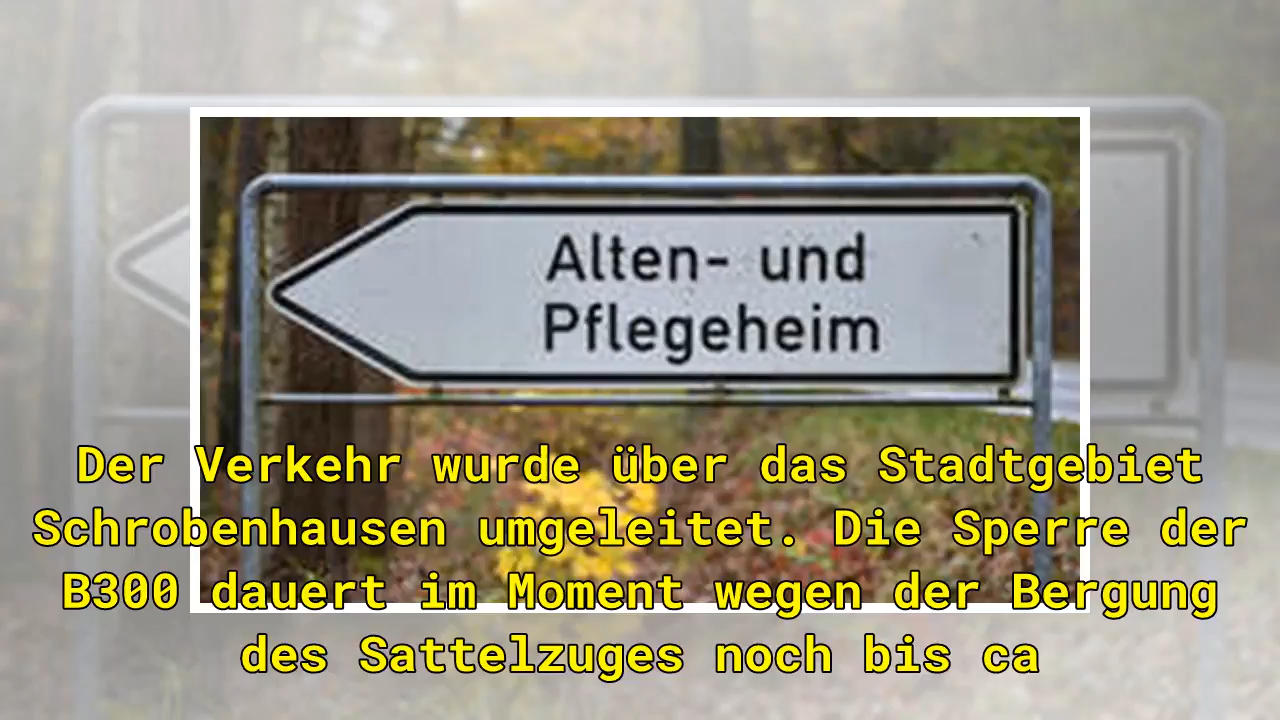 Alten- und
Pflegeheim
Der Verkehr wurde über das Stadtgebiet
Schrobenhausen umgeleitet. Die Sperre der
B300 dauert im Moment wegen der Bergung
des Sattelzuges noch bis ca